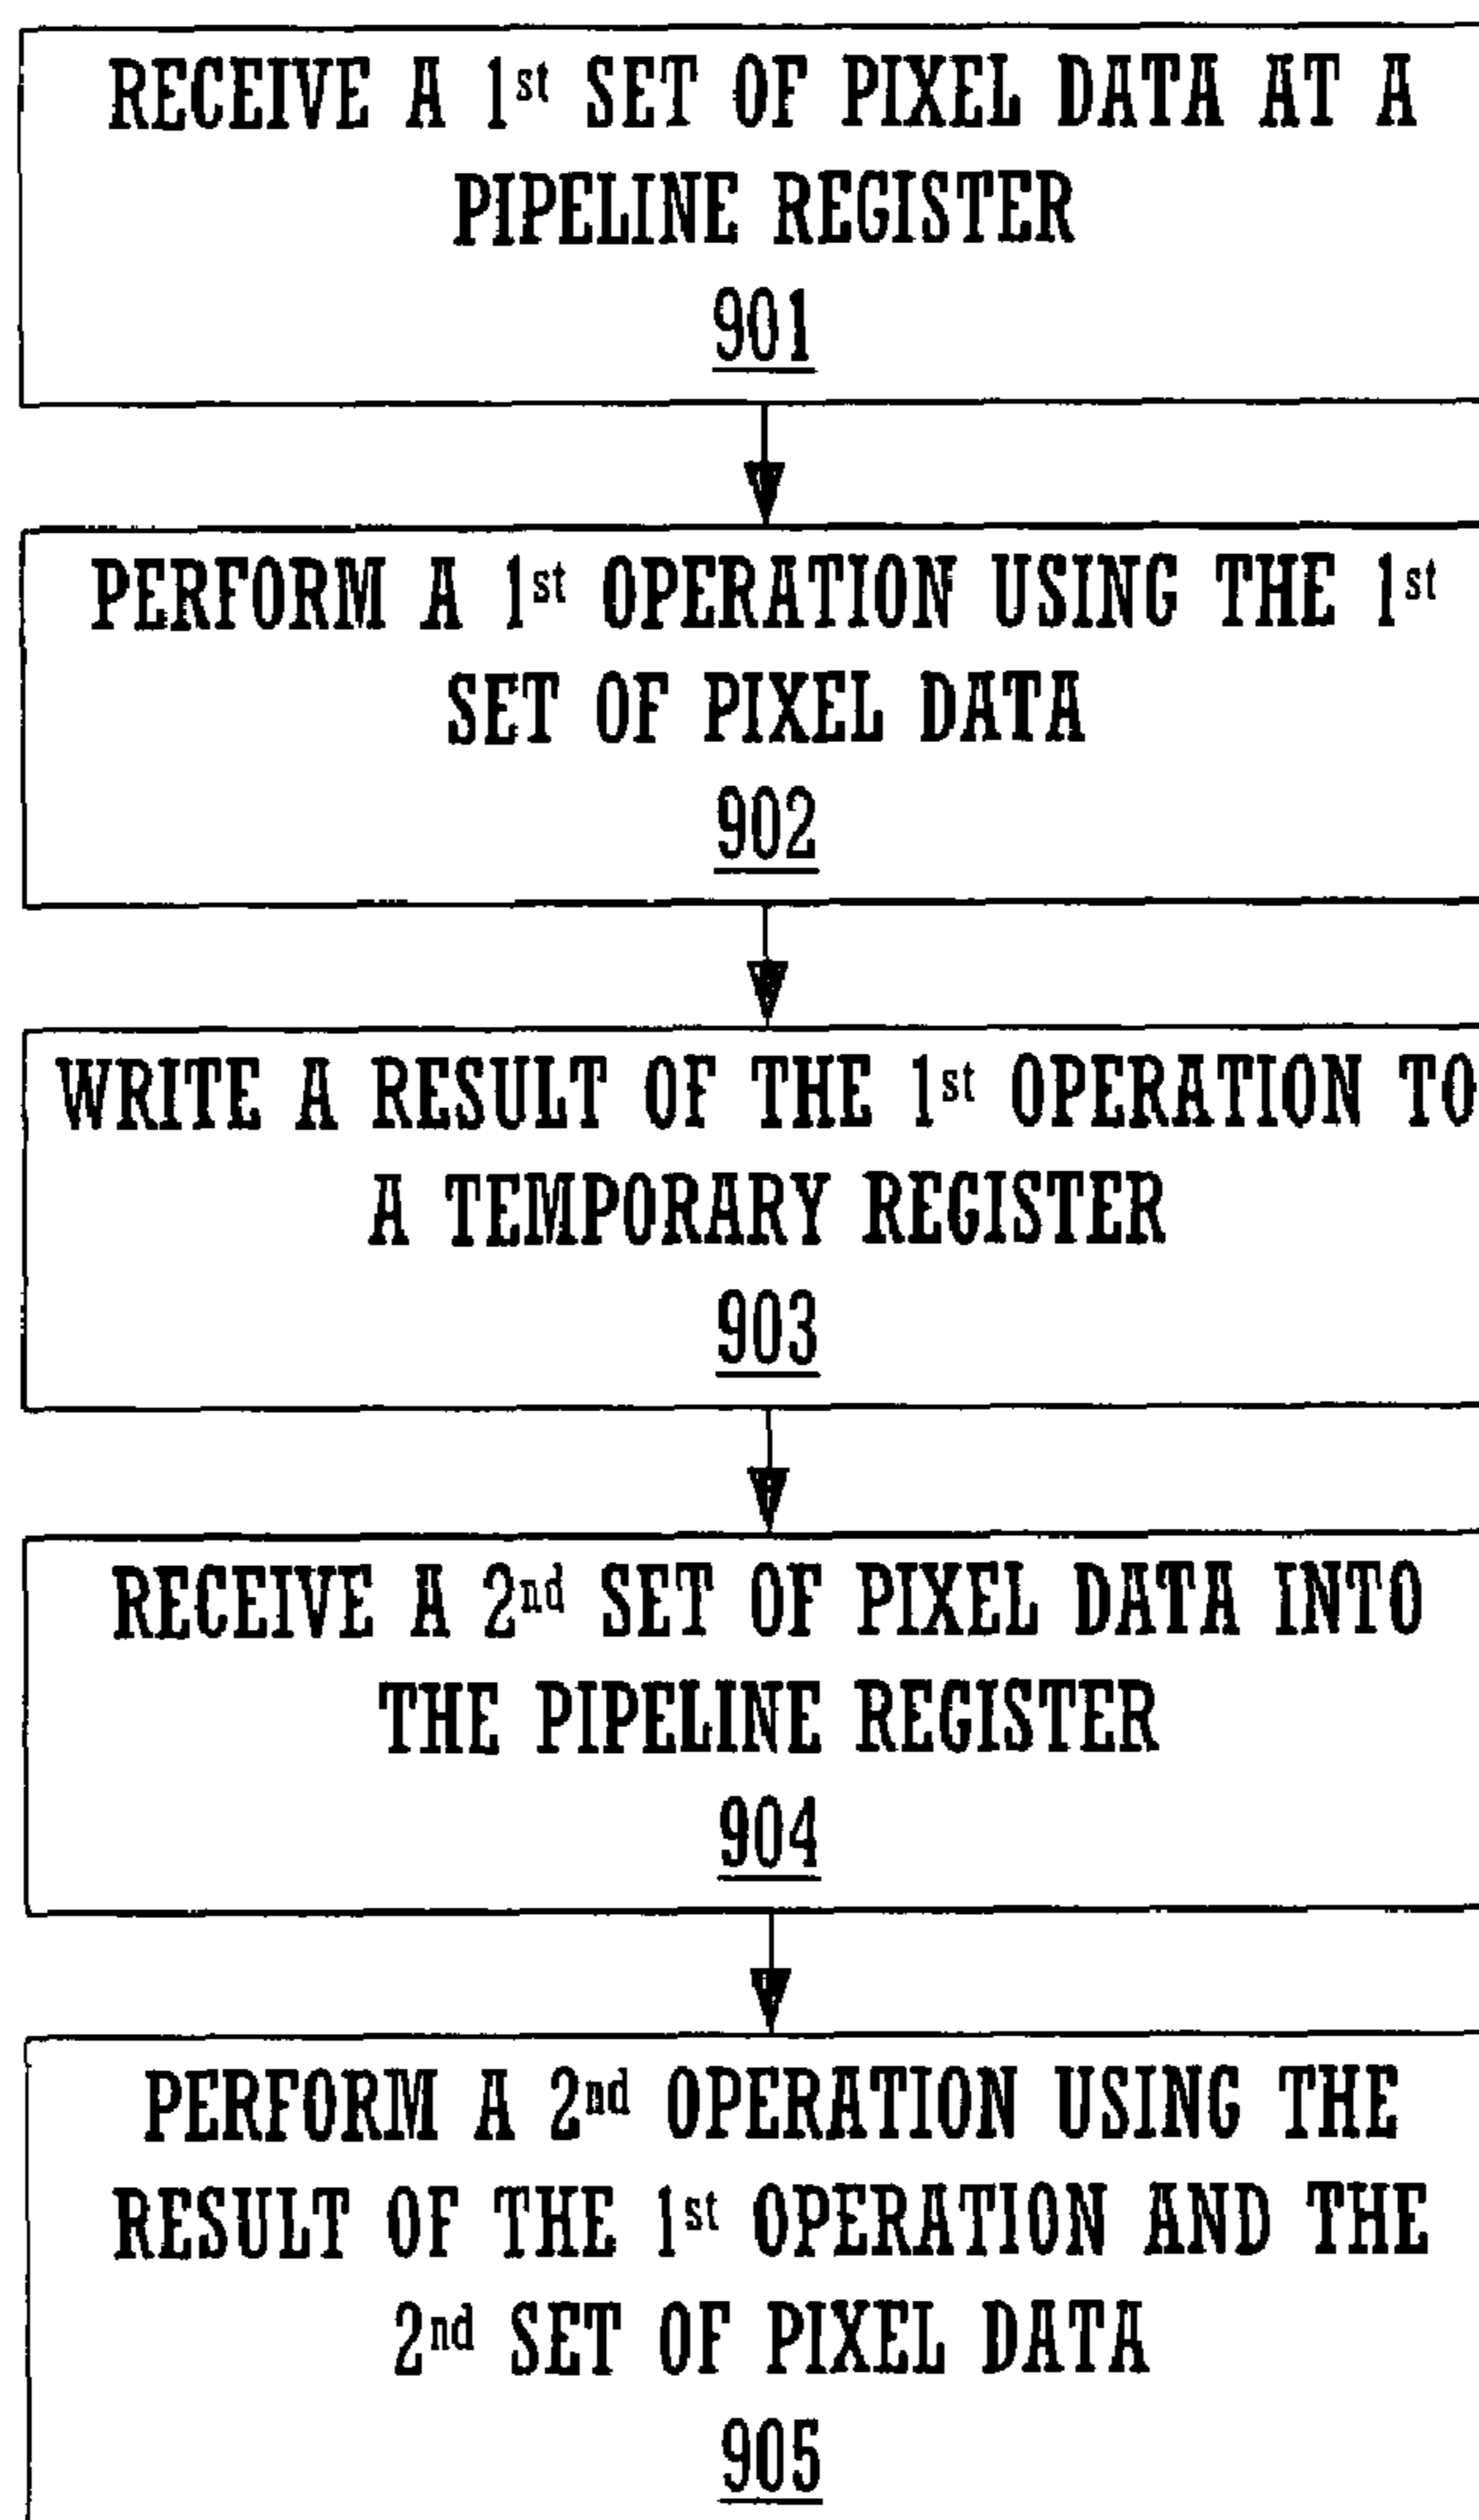 RECEIVE A 1st SET OF PIXEL DATA AT A
PIPELINE REGISTER
901
PERFORM A 1st OPERATION USING THE 1st
SET OF PIXEL DATA
902
WRITE A RESULT OF THE 1st OPERATION TO
A TEMPORARY REGISTER
903
RECEIVE A 2nd SET OF PIXEL DATA INTO
THE PIPELINE REGISTER
904
PERFORM A 2nd OPERATION USING THE
RESULT OF THE 1st OPERATION AND THE
2nd SET OF PIXEL DATA
905